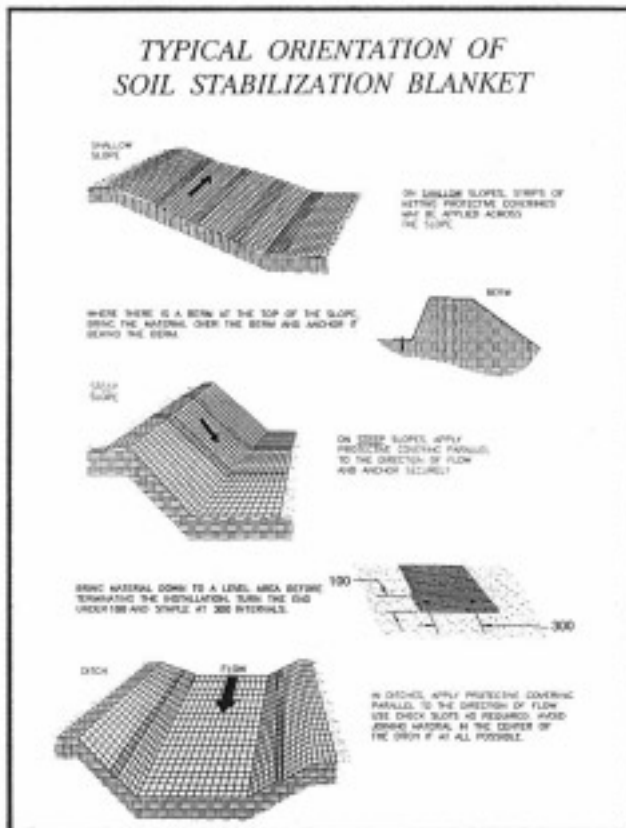 TYPICAL ORIENTATION OF
SOIL STABILIZATION BLANKET
SHALLOW
SLOPE
ON SHALLOW SLOPES, STRIPS OF
NETTING PROTECTIVE COVERINGS
MAY BE APPLIED ACROSS
THE SLOPE
BERM
WHERE THERE IS A BERM AT THE TOP OF THE SLOPE,
BRING THE MATERIAL OVER THE BERM AND ANCHOR IT
BEHIND THE BERM.
STEEP
SLOPE
ON STEEP SLOPES, APPLY
PROTECTIVE COVERING PARALLEL
TO THE DIRECTION OF FLOW
AND ANCHOR SECURELY
BRING MATERIAL DOWN TO A LEVEL AREA BEFORE
TERMINATING THE INSTALLATION. TURN THE END
UNDER 100 AND STAPLE AT 300 INTERVALS.
100
300
DITCH
FLOW
IN DITCHES, APPLY PROTECTIVE COVERING
PARALLEL TO THE DIRECTION OF FLOW
USE CHECK SLOTS AS REQUIRED. AVOID
JOINING MATERIAL IN THE CENTER OF
THE DITCH IF AT ALL POSSIBLE.